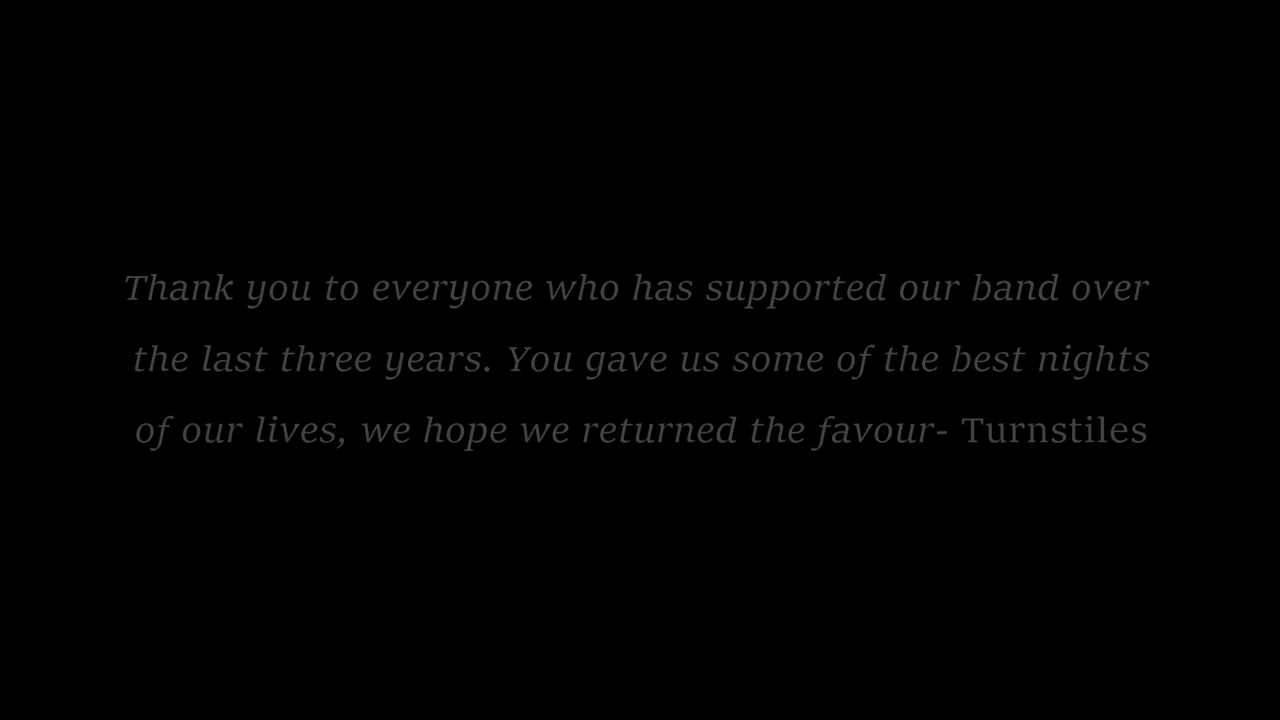 Thank you to everyone who has supported our band over
the last three years. You gave us some of the best nights
of our lives, we hope we returned the favour- Turnstiles